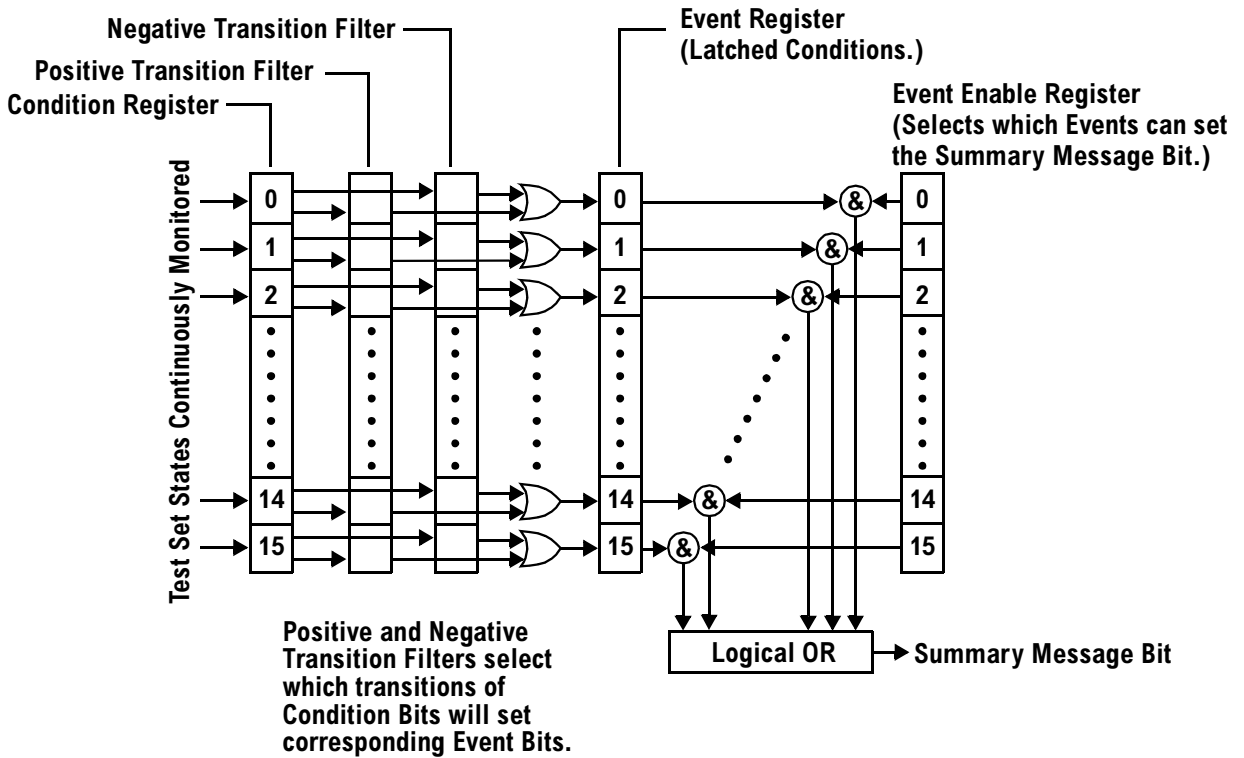 Negative Transition Filter
Positive Transition Filter
Condition Register
Event Register
(Latched Conditions.)
Event Enable Register
(Selects which Events can set
the Summary Message Bit.)
Test Set States Continuously Monitored
0
0
&
0
1
1
&
1
2
2
&
2
14
14
&
14
15
15
&
15
Positive and Negative
Transition Filters select
which transitions of
Condition Bits will set
corresponding Event Bits.
Logical OR
Summary Message Bit